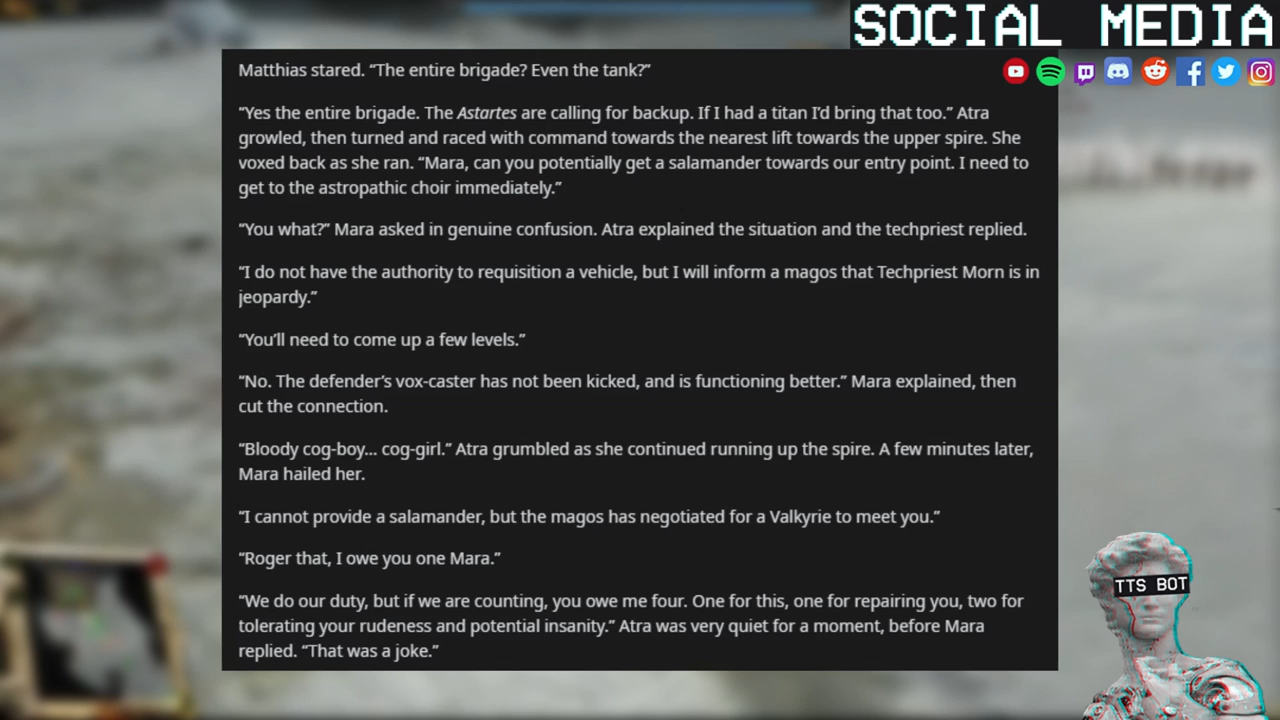 SOCIAL MEDIA
Matthias stared. “The entire brigade? Even the tank?”
“Yes the entire brigade. The Astartes are calling for backup. If I had a titan I’d bring that too.” Atra
growled, then turned and raced with command towards the nearest lift towards the upper spire. She
voxed back as she ran. “Mara, can you potentially get a salamander towards our entry point. I need to
get to the astropathic choir immediately.”
“You what?” Mara asked in genuine confusion. Atra explained the situation and the techpriest replied.
“I do not have the authority to requisition a vehicle, but I will inform a magos that Techpriest Morn is in
jeopardy.”
“You’ll need to come up a few levels.”
“No. The defender’s vox-caster has not been kicked, and is functioning better.” Mara explained, then
cut the connection.
“Bloody cog-boy... cog-girl.” Atra grumbled as she continued running up the spire. A few minutes later,
Mara hailed her.
“I cannot provide a salamander, but the magos has negotiated for a Valkyrie to meet you.”
“Roger that, I owe you one Mara.”
“We do our duty, but if we are counting, you owe me four. One for this, one for repairing you, two for
tolerating your rudeness and potential insanity.” Atra was very quiet for a moment, before Mara
replied. “That was a joke.”
TTS BOT